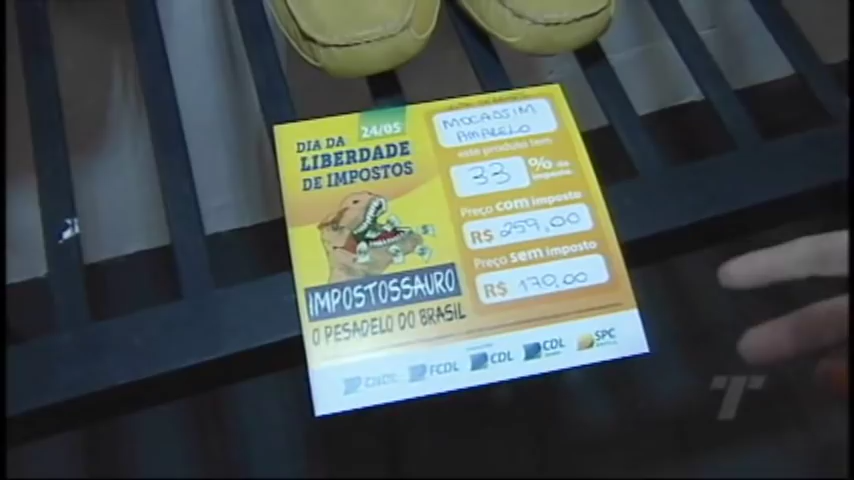 DIA DA 24/05
LIBERDADE
DE IMPOSTOS
IMPOSTOSSAURO
O PESADELO DO BRASIL
MOCASSIM
AMARELO
este produto tem
33 % de
imposto
Preço com imposto
R$ 259,00
Preço sem imposto
R$ 170,00
CNDL FCDL CDL CDL SPC
T